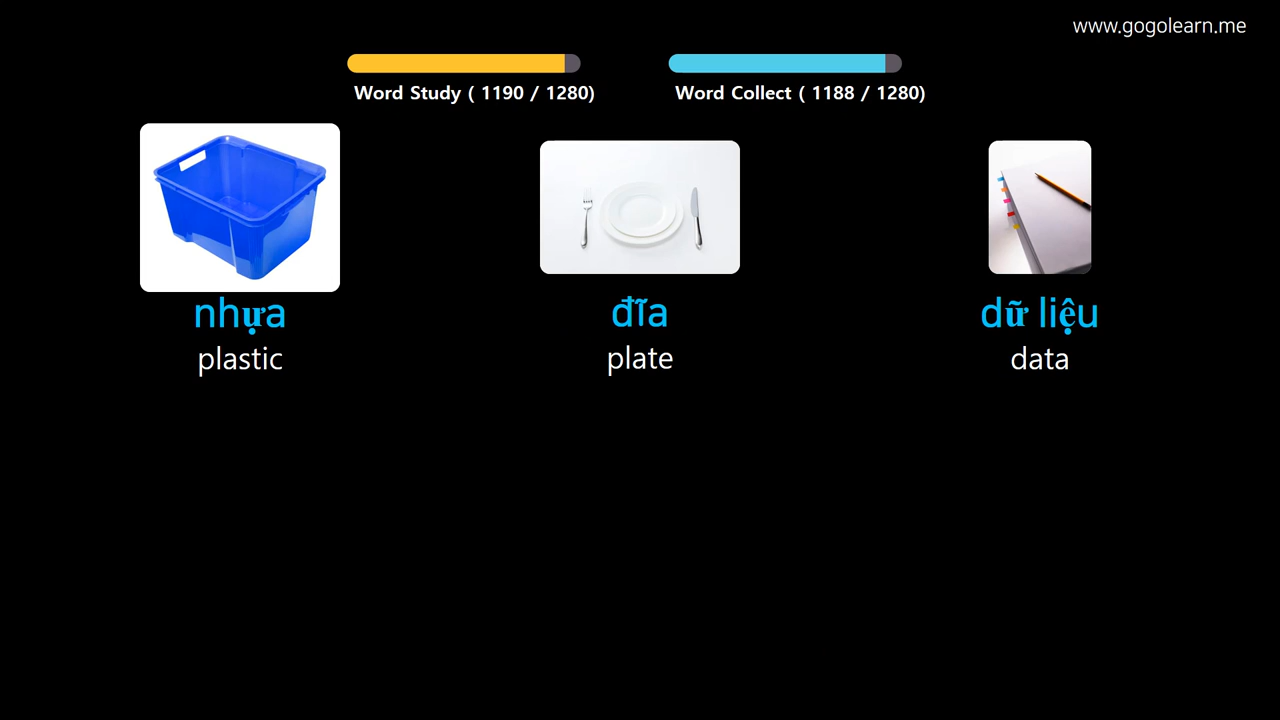 www.gogolearn.me
Word Study ( 1190 / 1280)
Word Collect ( 1188 / 1280)
nhựa
plastic
đĩa
plate
dữ liệu
data